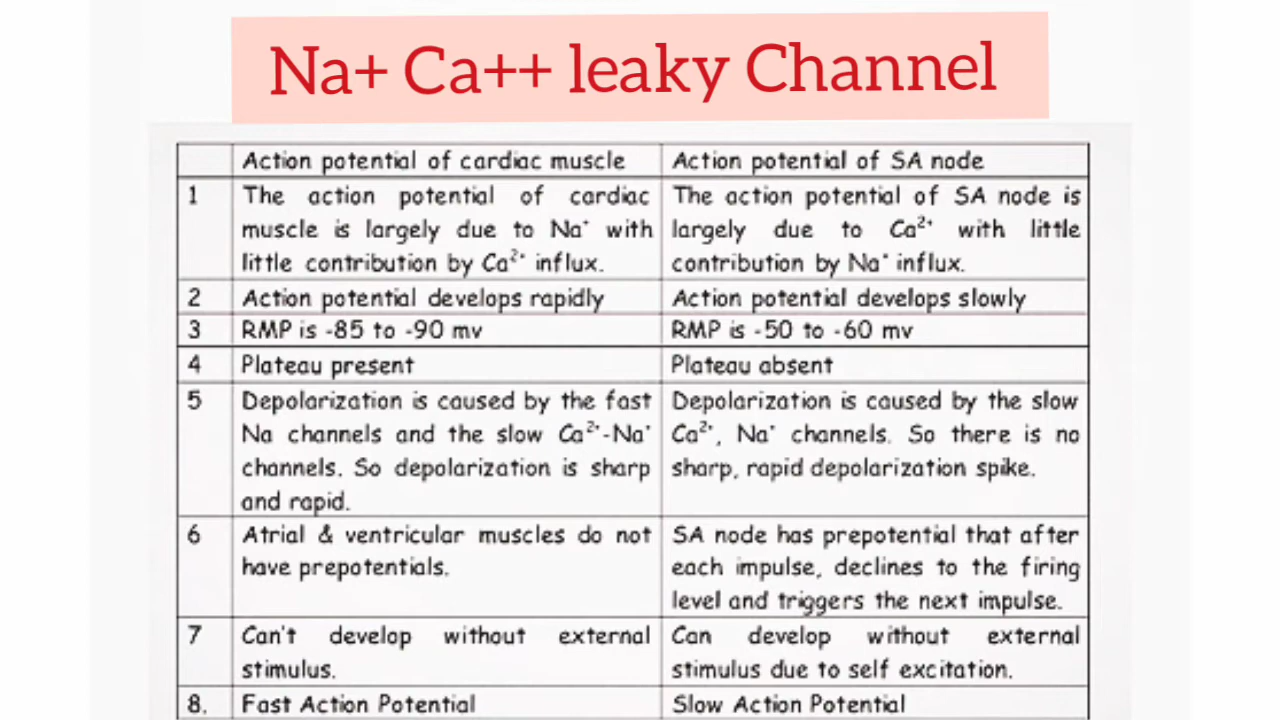 Na+ Ca++ leaky Channel
Action potential of cardiac muscle Action potential of SA node
1 The action potential of cardiac The action potential of SA node is
muscle is largely due to Na⁺ with largely due to Ca²⁺ with little
little contribution by Ca²⁺ influx. contribution by Na⁺ influx.
2 Action potential develops rapidly Action potential develops slowly
3 RMP is -85 to -90 mv RMP is -50 to -60 mv
4 Plateau present Plateau absent
5 Depolarization is caused by the fast Depolarization is caused by the slow
Na channels and the slow Ca²⁺-Na⁺ Ca²⁺, Na⁺ channels. So there is no
channels. So depolarization is sharp sharp, rapid depolarization spike.
and rapid.
6 Atrial & ventricular muscles do not SA node has prepotential that after
have prepotentials. each impulse, declines to the firing
level and triggers the next impulse.
7 Can't develop without external Can develop without external
stimulus. stimulus due to self excitation.
8. Fast Action Potential Slow Action Potential